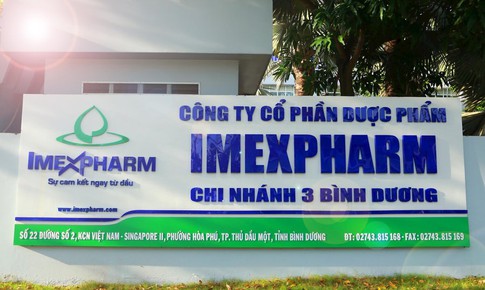 CÔNG TY CỔ PHẦN DƯỢC PHẨM
IMEXPHARM
CHI NHÁNH 3 BÌNH DƯƠNG
IMEXPHARM
Sự cam kết ngay từ đầu
www.imexpharm.com
SỐ 22 ĐƯỜNG SỐ 2, KCN VIỆT NAM - SINGAPORE II, PHƯỜNG HÒA PHÚ, TP. THỦ DẦU MỘT, TỈNH BÌNH DƯƠNG ĐT: 02743.815 168 - FAX : 02743.815 169